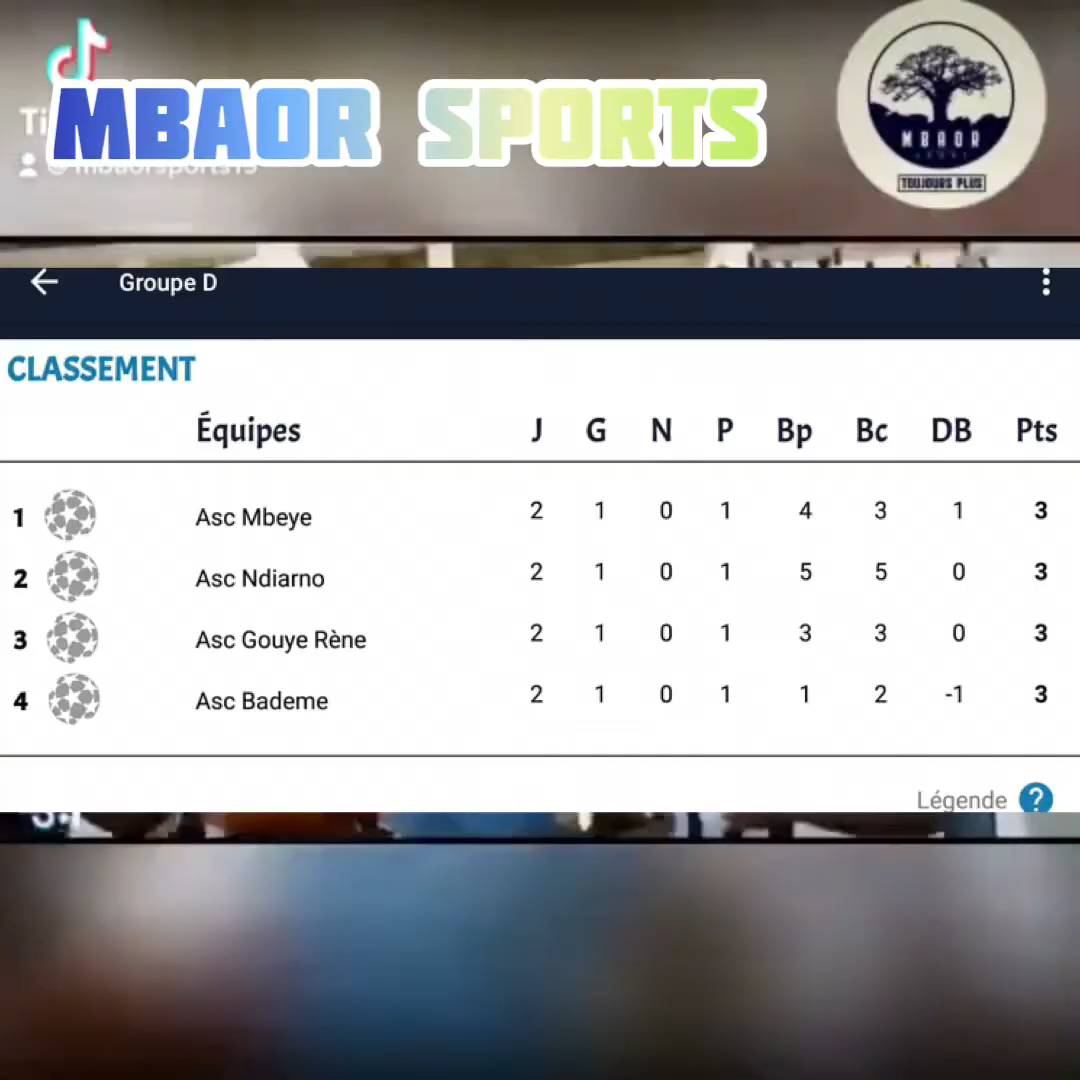 MBAOR SPORTS
MBAOR
TOUJOURS PLUS
Groupe D
CLASSEMENT
Équipes J G N P Bp Bc DB Pts
1 Asc Mbeye 2 1 0 1 4 3 1 3
2 Asc Ndiarno 2 1 0 1 5 5 0 3
3 Asc Gouye Rène 2 1 0 1 3 3 0 3
4 Asc Bademe 2 1 0 1 1 2 -1 3
Légende ?